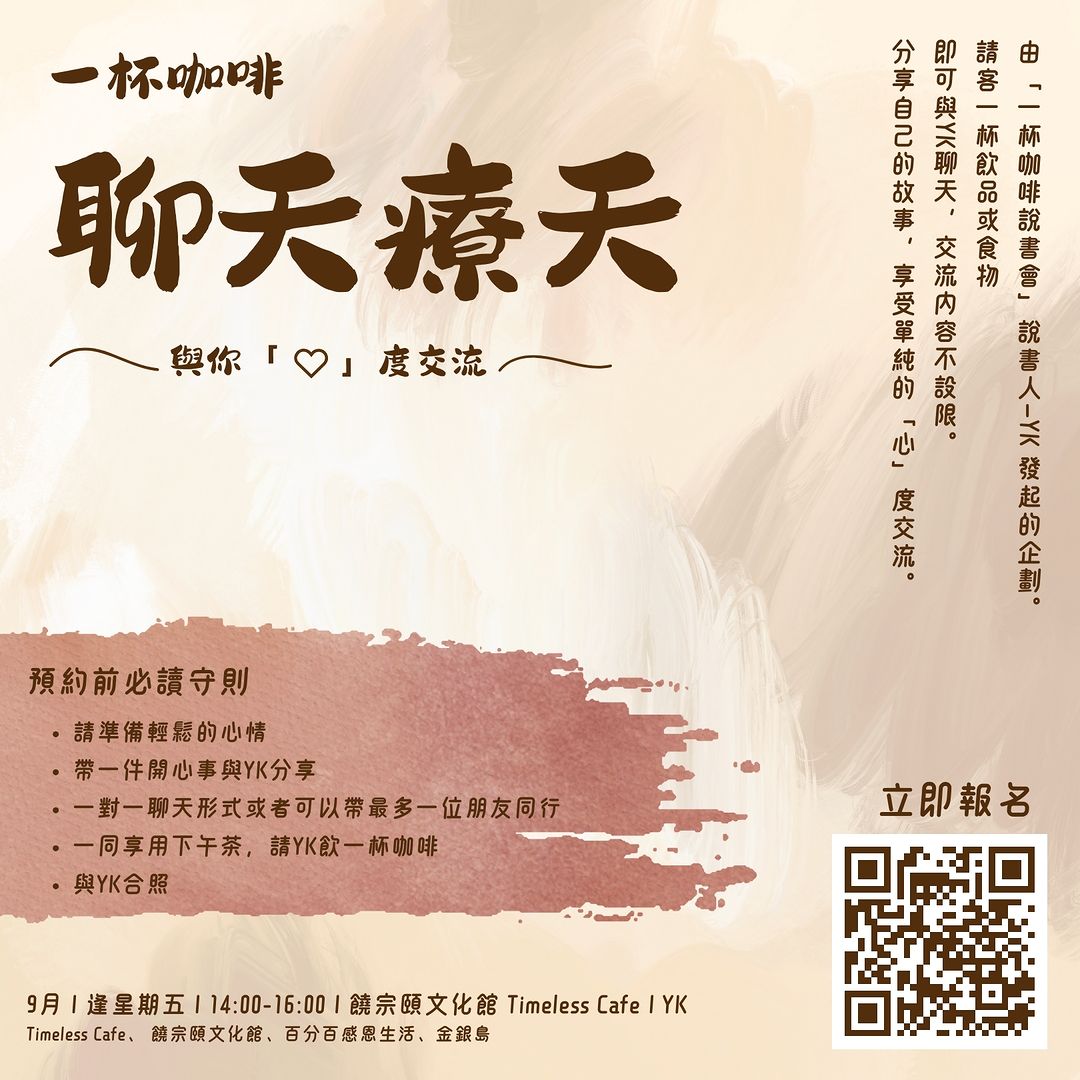 一杯咖啡
聊天療天
與你「♡」度交流
由「一杯咖啡說書會」說書人-YK 發起的企劃。
請客一杯飲品或食物
即可與YK聊天，交流內容不設限。
分享自己的故事，享受單純的「心」度交流。
預約前必讀守則
• 請準備輕鬆的心情
• 帶一件開心事與YK分享
• 一對一聊天形式或者可以帶最多一位朋友同行
• 一同享用下午茶，請YK飲一杯咖啡
• 與YK合照
立即報名
9月 | 逢星期五 | 14:00-16:00 | 饒宗頤文化館 Timeless Cafe | YK
Timeless Cafe、 饒宗頤文化館、百分百感恩生活、金銀島